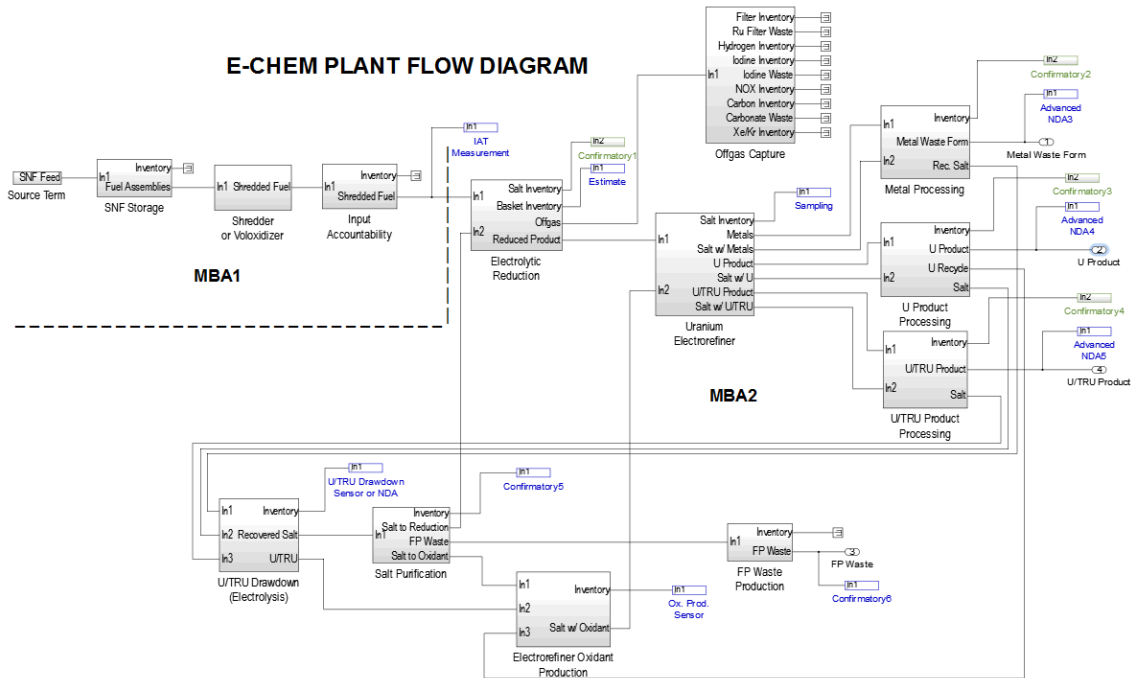 E-CHEM PLANT FLOW DIAGRAM
SNF Feed
Source Term
In1
Inventory
Fuel Assemblies
SNF Storage
In1
Shredded Fuel
Shredder
or Voloxidizer
In1
Inventory
Shredded Fuel
Input
Accountability
In1
IAT
Measurement
MBA1
In1
In2
Salt Inventory
Basket Inventory
Offgas
Reduced Product
Electrolytic
Reduction
In2
Confirmatory1
In1
Estimate
In1
Filter Inventory
Ru Filter Waste
Hydrogen Inventory
Iodine Inventory
Iodine Waste
NOX Inventory
Carbon Inventory
Carbonate Waste
Xe/Kr Inventory
Offgas Capture
In1
In2
Salt Inventory
Metals
Salt w/ Metals
U Product
Salt w/ U
U/TRU Product
Salt w/ U/TRU
Uranium
Electrorefiner
In1
Sampling
MBA2
In1
In2
Inventory
Metal Waste Form
Rec. Salt
Metal Processing
In2
Confirmatory2
In1
Advanced
NDA3
1
Metal Waste Form
In1
In2
Inventory
U Product
U Recycle
Salt
U Product
Processing
In2
Confirmatory3
In1
Advanced
NDA4
2
U Product
In1
In2
Inventory
U/TRU Product
Salt
U/TRU Product
Processing
In2
Confirmatory4
In1
Advanced
NDA5
4
U/TRU Product
In1
In2
In3
Inventory
Recovered Salt
U/TRU
U/TRU Drawdown
(Electrolysis)
In1
U/TRU Drawdown
Sensor or NDA
In1
Inventory
Salt to Reduction
FP Waste
Salt to Oxidant
Salt Purification
In1
Confirmatory5
In1
In2
In3
Inventory
Salt w/ Oxidant
Electrorefiner Oxidant
Production
In1
Ox. Prod.
Sensor
In1
Inventory
FP Waste
FP Waste
Production
3
FP Waste
In1
Confirmatory6